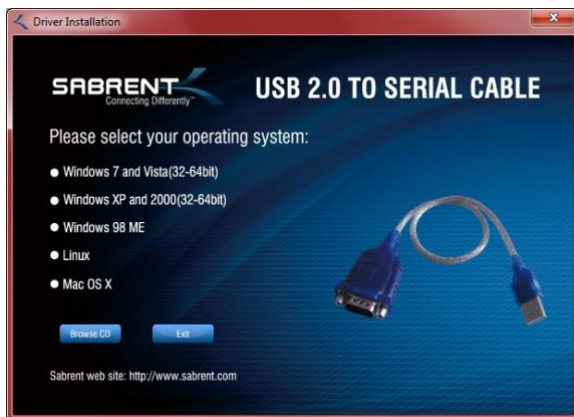 Driver Installation
SABRENT
Connecting Differently™
USB 2.0 TO SERIAL CABLE
Please select your operating system:
Windows 7 and Vista(32-64bit)
Windows XP and 2000(32-64bit)
Windows 98 ME
Linux
Mac OS X
Browse CD
Exit
Sabrent web site: http://www.sabrent.com